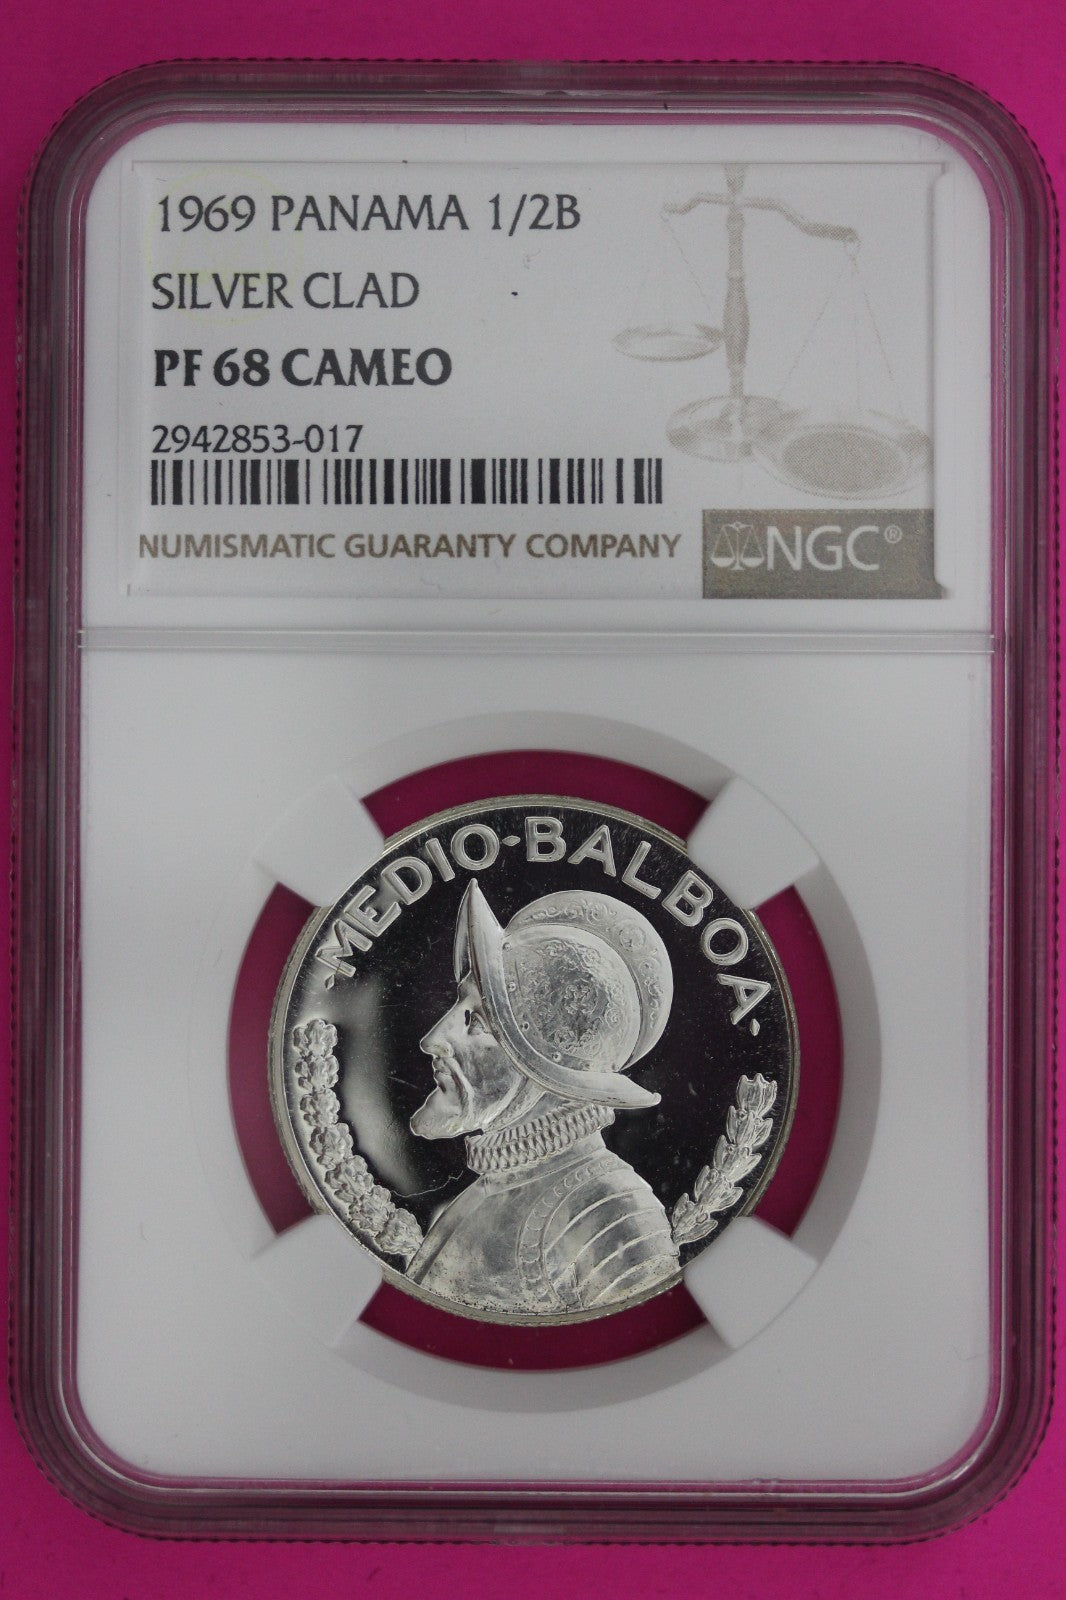 1969 PANAMA 1/2B
SILVER CLAD
PF 68 CAMEO
2942853-017
NUMISMATIC GUARANTY COMPANY
NGC®
·MEDIO·BALBOA·